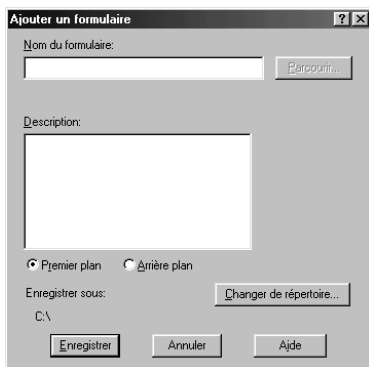 Ajouter un formulaire
Nom du formulaire:
Parcourir...
Description:
Premier plan Arrière plan
Enregistrer sous: Changer de répertoire...
C:\
Enregistrer Annuler Aide